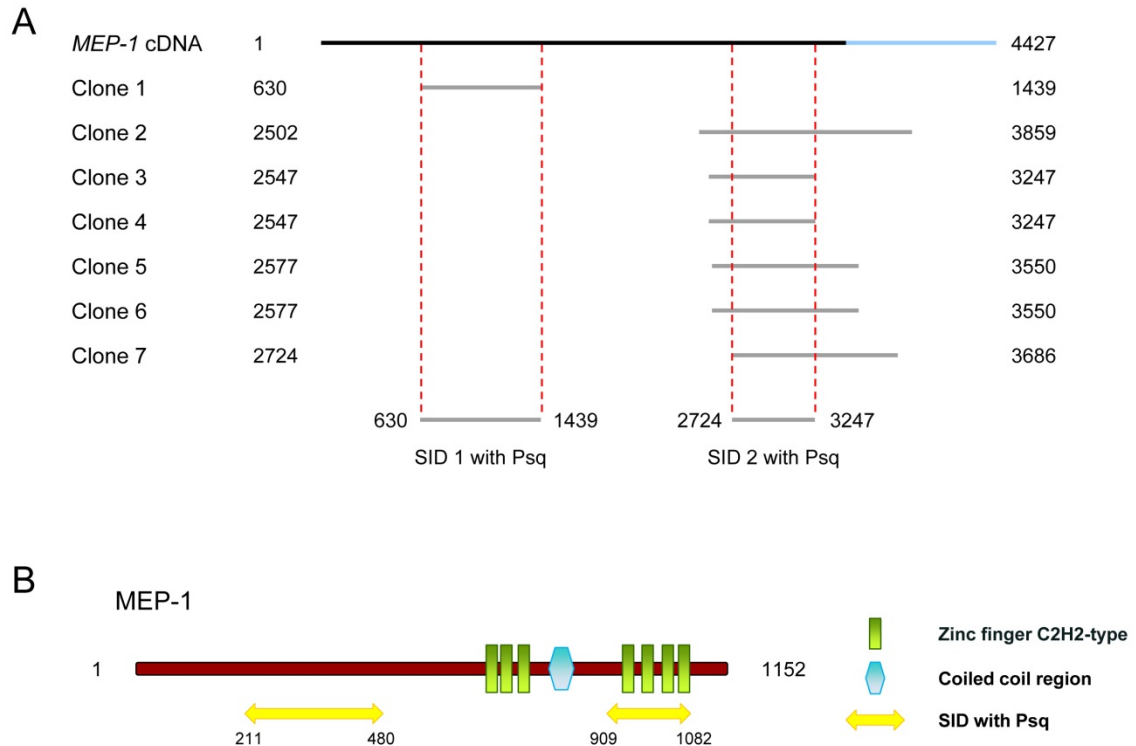 A
MEP-1 cDNA 1 4427
Clone 1 630 1439
Clone 2 2502 3859
Clone 3 2547 3247
Clone 4 2547 3247
Clone 5 2577 3550
Clone 6 2577 3550
Clone 7 2724 3686
630 1439 2724 3247
SID 1 with Psq SID 2 with Psq
B
MEP-1
1 1152
211 480 909 1082
Zinc finger C2H2-type
Coiled coil region
SID with Psq